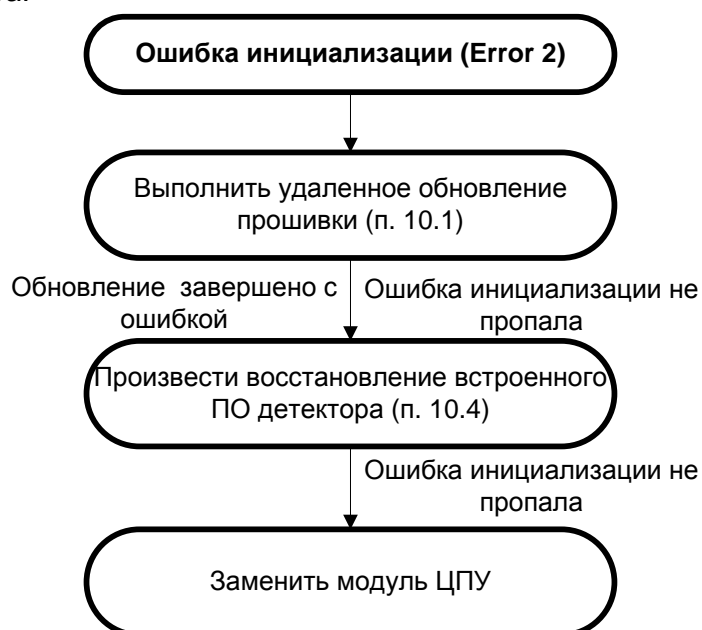 Ошибка инициализации (Error 2)
Выполнить удаленное обновление
прошивки (п. 10.1)
Обновление завершено с
ошибкой
Ошибка инициализации не
пропала
Произвести восстановление встроенного
ПО детектора (п. 10.4)
Ошибка инициализации не
пропала
Заменить модуль ЦПУ